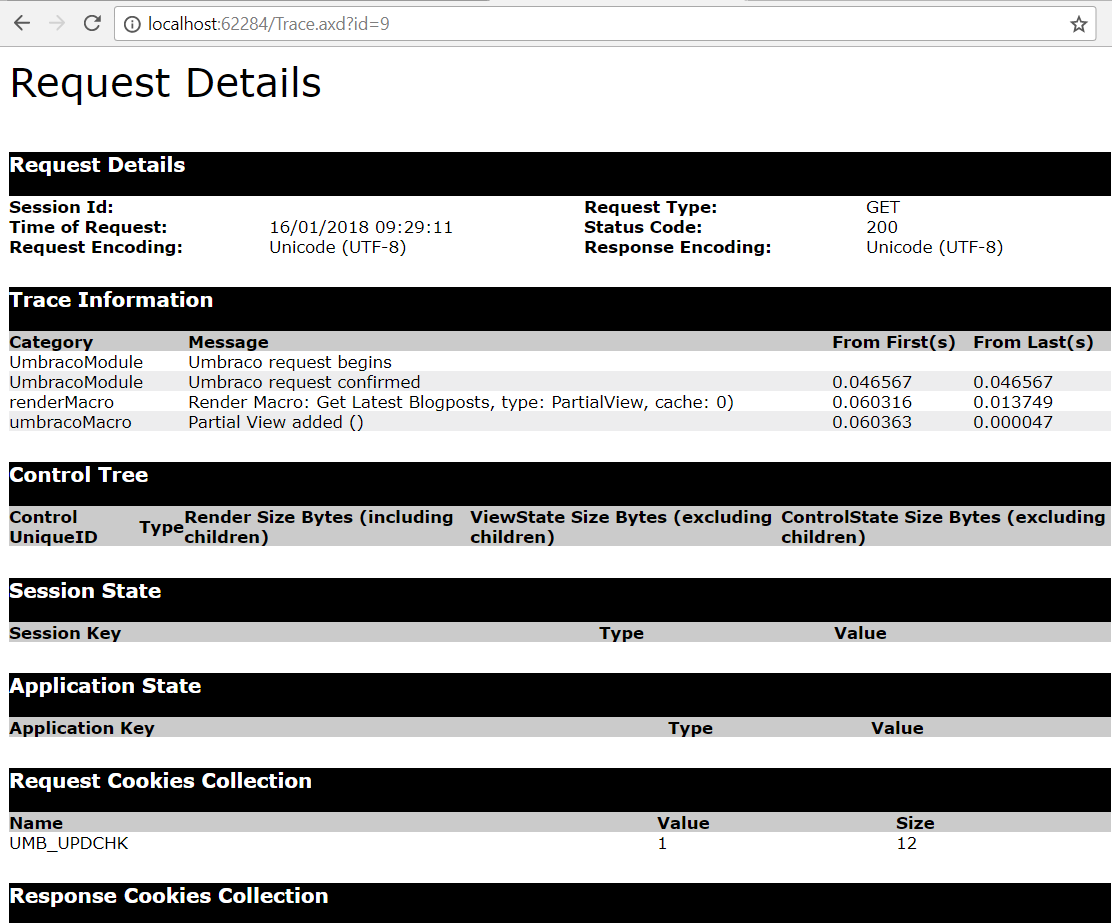 localhost:62284/Trace.axd?id=9
Request Details
Request Details
Session Id: Request Type: GET
Time of Request: 16/01/2018 09:29:11 Status Code: 200
Request Encoding: Unicode (UTF-8) Response Encoding: Unicode (UTF-8)
Trace Information
Category Message From First(s) From Last(s)
UmbracoModule Umbraco request begins
UmbracoModule Umbraco request confirmed 0.046567 0.046567
renderMacro Render Macro: Get Latest Blogposts, type: PartialView, cache: 0) 0.060316 0.013749
umbracoMacro Partial View added () 0.060363 0.000047
Control Tree
Control UniqueID Type Render Size Bytes (including children) ViewState Size Bytes (excluding children) ControlState Size Bytes (excluding children)
Session State
Session Key Type Value
Application State
Application Key Type Value
Request Cookies Collection
Name Value Size
UMB_UPDCHK 1 12
Response Cookies Collection